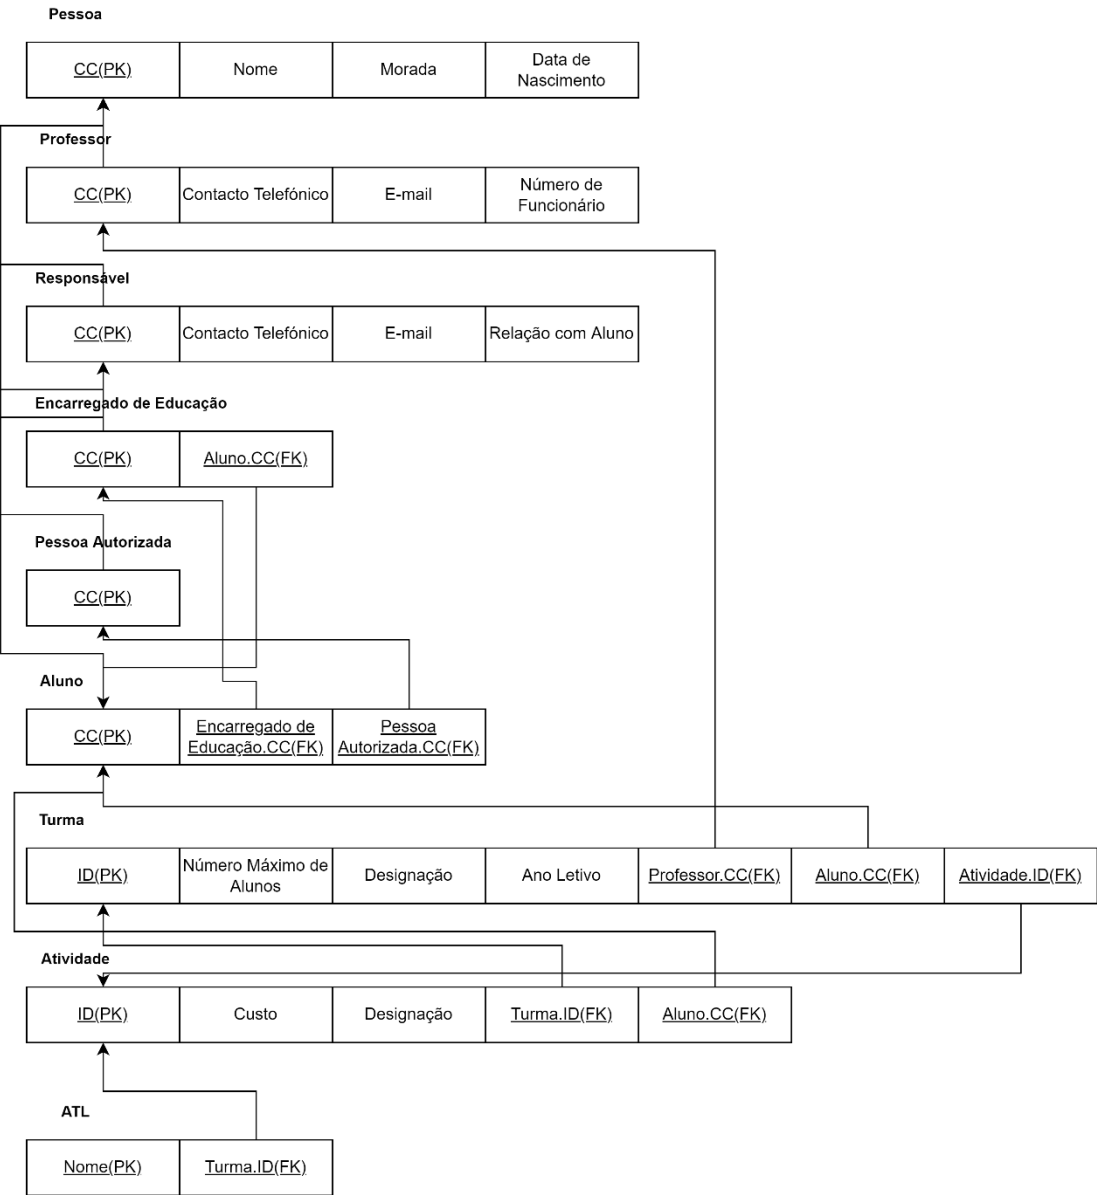 Pessoa
CC(PK)
Nome
Morada
Data de
Nascimento
Professor
CC(PK)
Contacto Telefónico
E-mail
Número de
Funcionário
Responsável
CC(PK)
Contacto Telefónico
E-mail
Relação com Aluno
Encarregado de Educação
CC(PK)
Aluno.CC(FK)
Pessoa Autorizada
CC(PK)
Aluno
CC(PK)
Encarregado de
Educação.CC(FK)
Pessoa
Autorizada.CC(FK)
Turma
ID(PK)
Número Máximo de
Alunos
Designação
Ano Letivo
Professor.CC(FK)
Aluno.CC(FK)
Atividade.ID(FK)
Atividade
ID(PK)
Custo
Designação
Turma.ID(FK)
Aluno.CC(FK)
ATL
Nome(PK)
Turma.ID(FK)